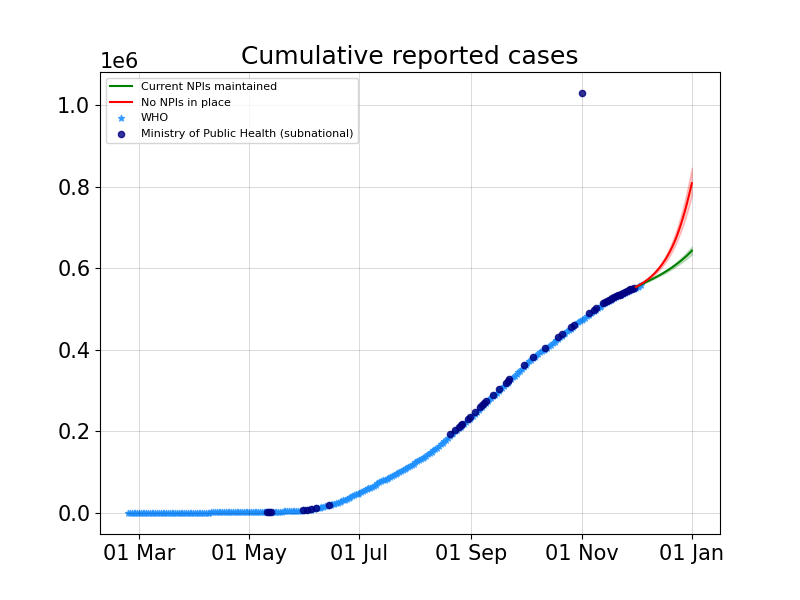 Cumulative reported cases
1e6
Current NPIs maintained
No NPIs in place
WHO
Ministry of Public Health (subnational)
1.0
0.8
0.6
0.4
0.2
0.0
01 Mar 01 May 01 Jul 01 Sep 01 Nov 01 Jan